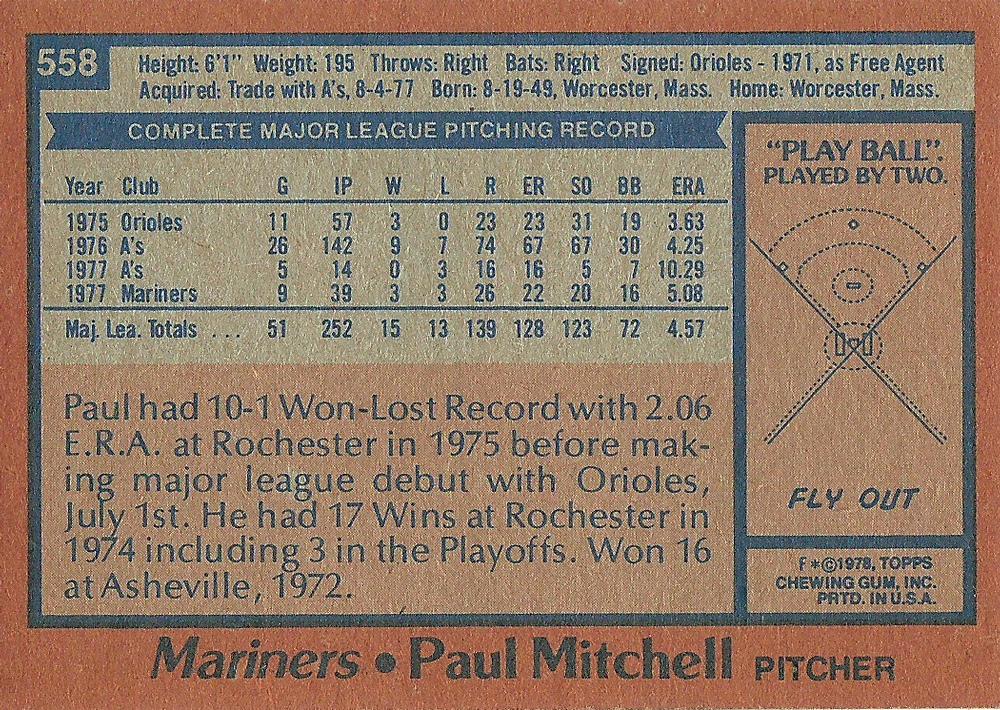 558
Height: 6'1" Weight: 195 Throws: Right Bats: Right Signed: Orioles - 1971, as Free Agent
Acquired: Trade with A's, 8-4-77 Born: 8-19-49, Worcester, Mass. Home: Worcester, Mass.
COMPLETE MAJOR LEAGUE PITCHING RECORD
Year Club G IP W L R ER SO BB ERA
1975 Orioles 11 57 3 0 23 23 31 19 3.63
1976 A's 26 142 9 7 74 67 67 30 4.25
1977 A's 5 14 0 3 16 16 5 7 10.29
1977 Mariners 9 39 3 3 26 22 20 16 5.08
Maj. Lea. Totals ... 51 252 15 13 139 128 123 72 4.57
Paul had 10-1 Won-Lost Record with 2.06
E.R.A. at Rochester in 1975 before mak-
ing major league debut with Orioles,
July 1st. He had 17 Wins at Rochester in
1974 including 3 in the Playoffs. Won 16
at Asheville, 1972.
"PLAY BALL".
PLAYED BY TWO.
FLY OUT
F*©1978, TOPPS
CHEWING GUM, INC.
PRTD. IN U.S.A.
Mariners • Paul Mitchell PITCHER